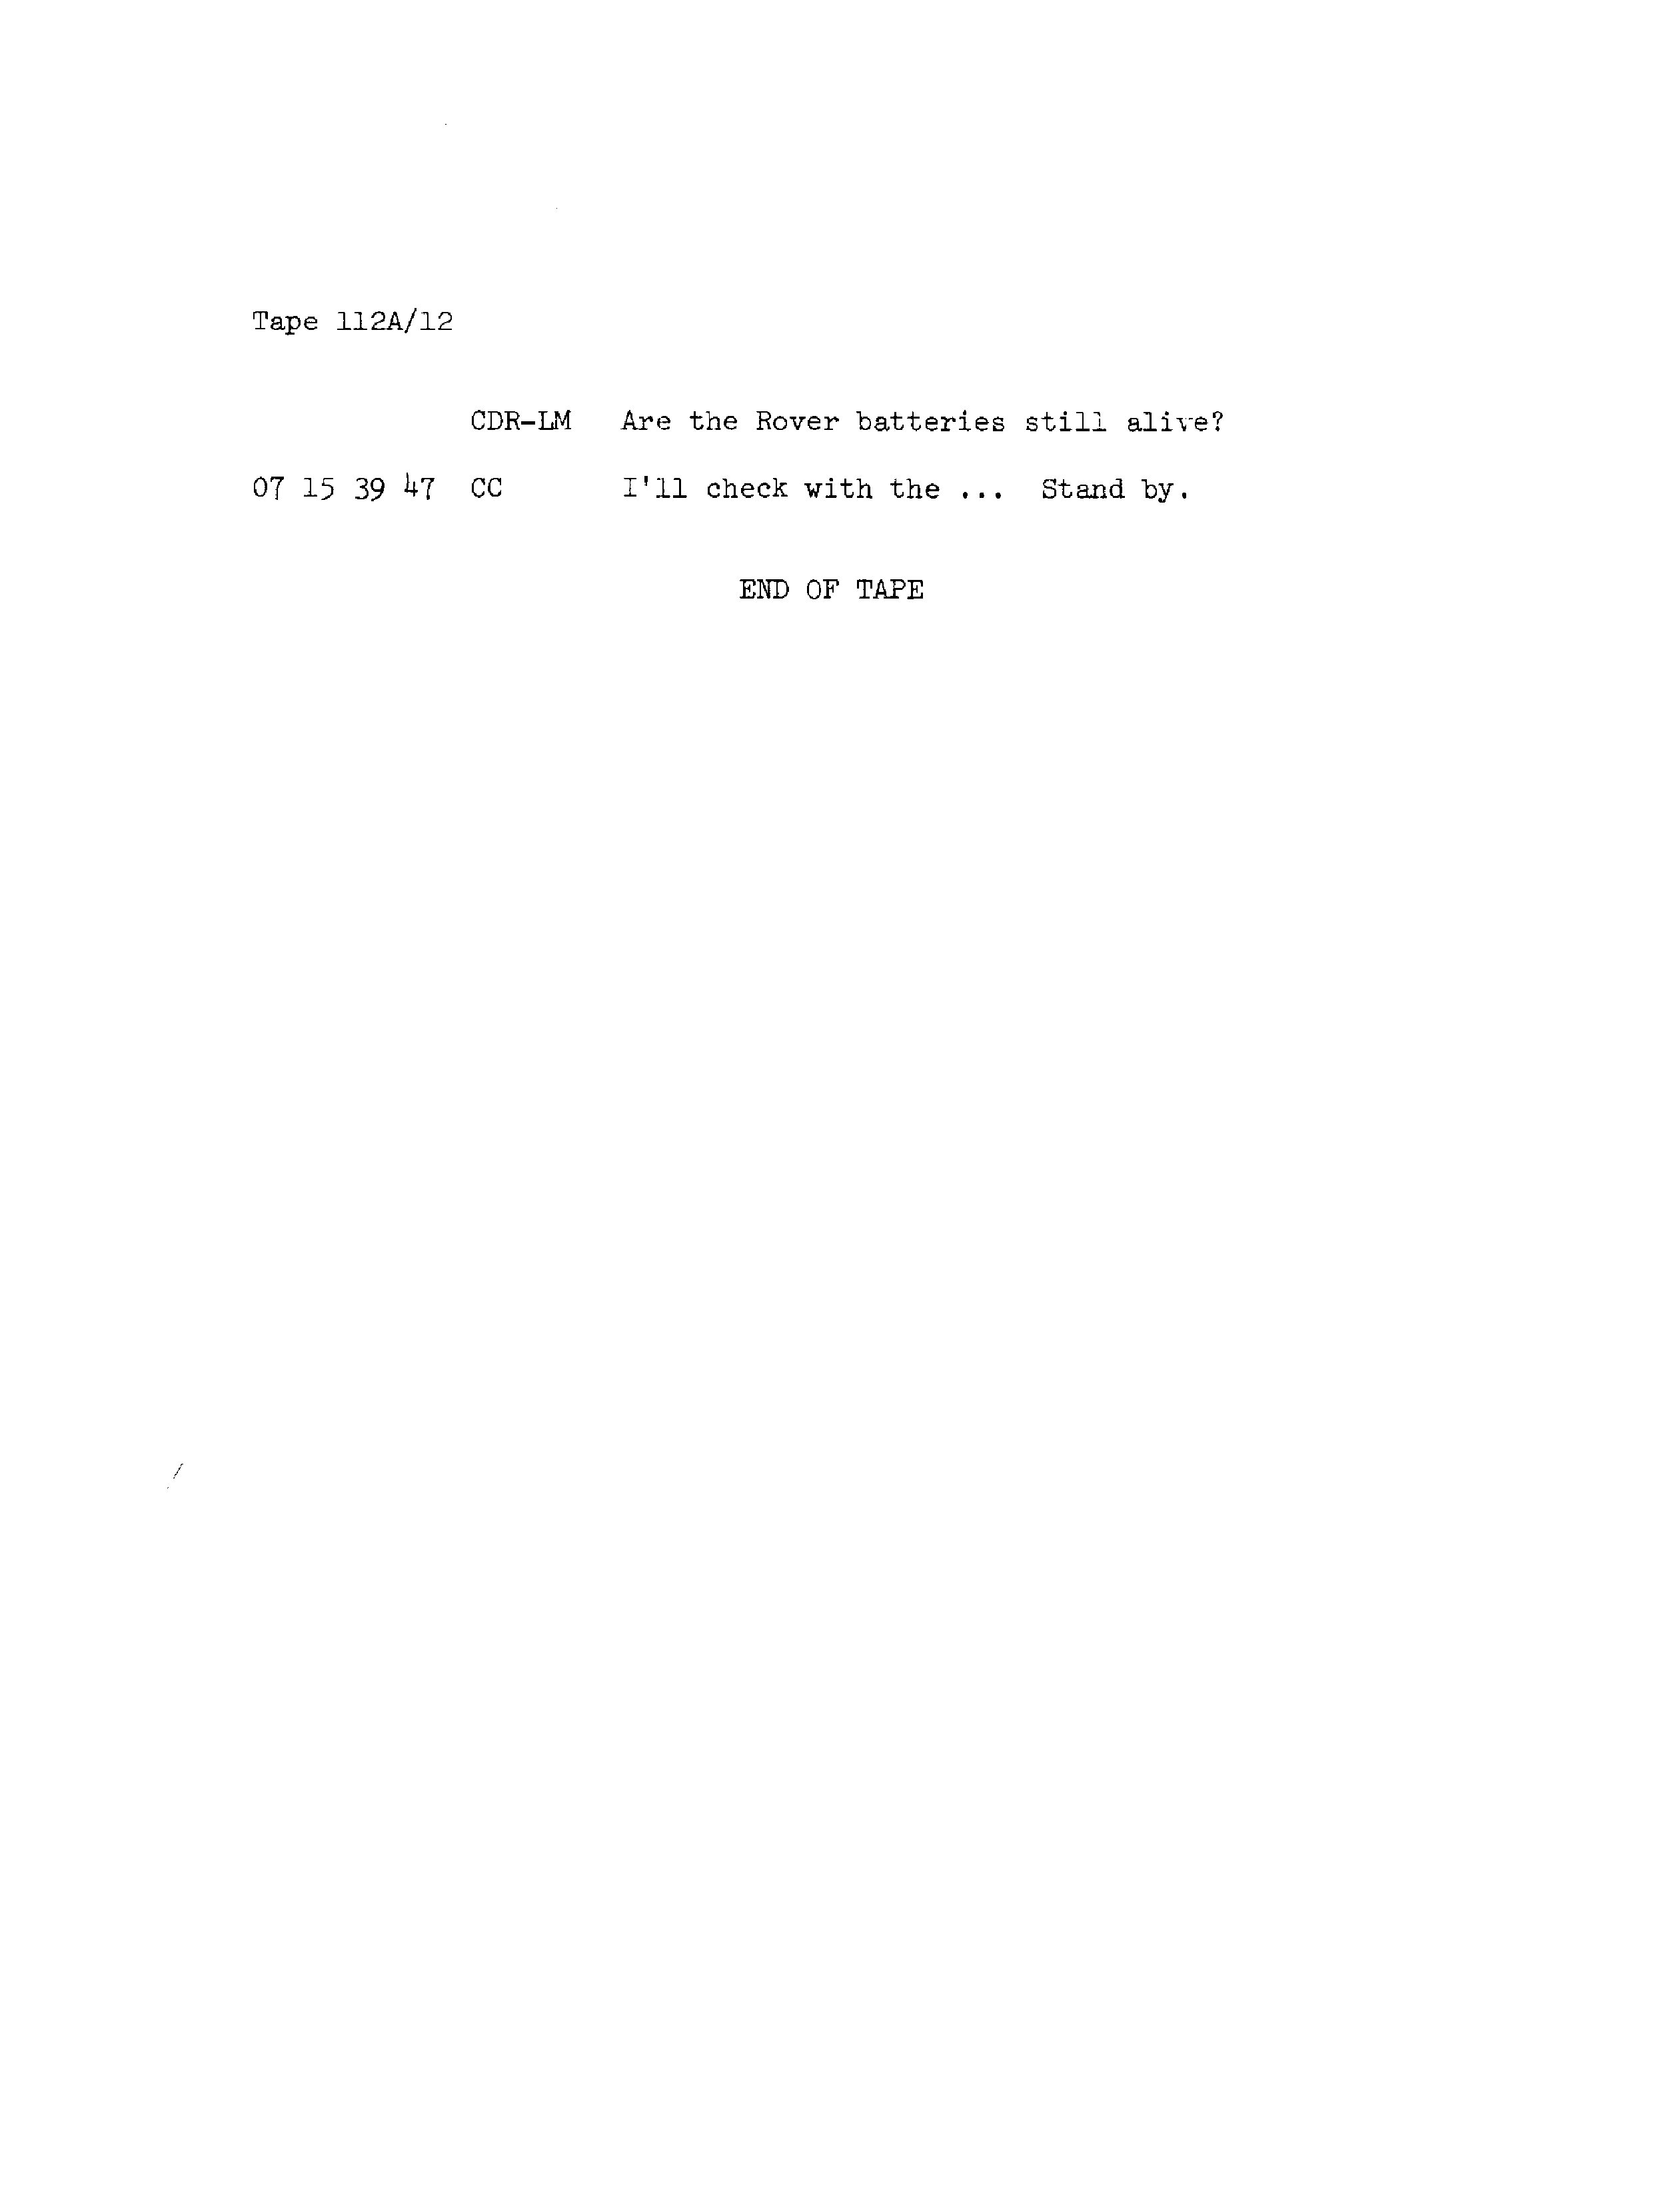 Tape 112A/12
CDR-LM Are the Rover batteries still alive?
07 15 39 47 CC I'll check with the ... Stand by.
END OF TAPE